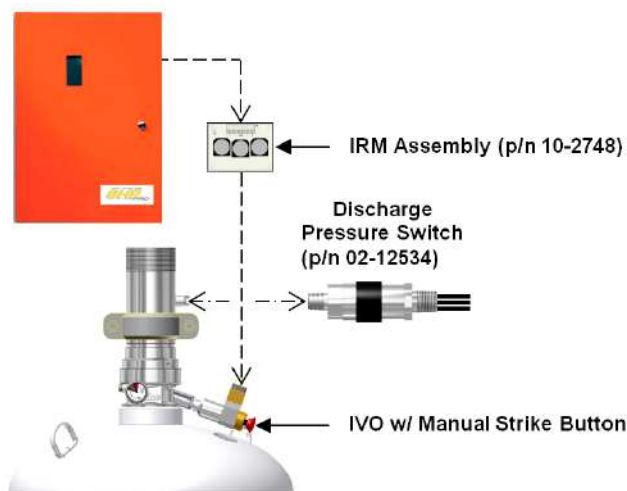 IRM Assembly (p/n 10-2748)
Discharge
Pressure Switch
(p/n 02-12534)
IVO w/ Manual Strike Button